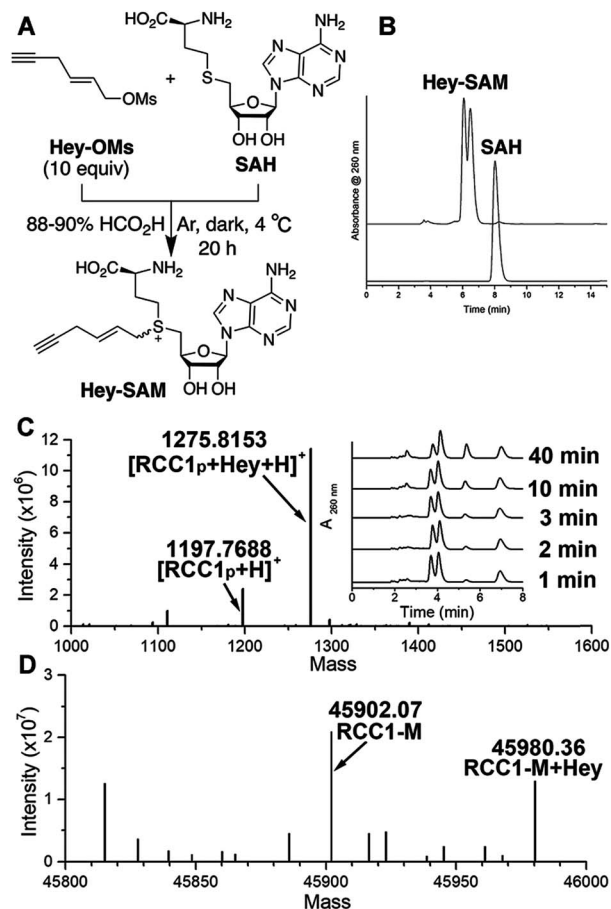 A
HO₂C
NH₂
S
O
N
N
N
N
NH₂
OH OH
OMs
+
Hey-OMs
(10 equiv)
SAH
88-90% HCO₂H
Ar, dark, 4 °C
20 h
HO₂C
NH₂
S
+
O
N
N
N
N
NH₂
OH OH
Hey-SAM
B
Hey-SAM
SAH
Absorbance @ 260 nm
0 2 4 6 8 10 12 14
Time (min)
C
1275.8153
[RCC1p+Hey+H]⁺
1197.7688
[RCC1p+H]⁺
Intensity (x10⁶)
12
10
8
6
4
2
0
1000 1100 1200 1300 1400 1500 1600
Mass
A 260 nm
40 min
10 min
3 min
2 min
1 min
0 2 4 6 8
Time (min)
D
45902.07
RCC1-M
45980.36
RCC1-M+Hey
Intensity (x10⁷)
3
2
1
0
45800 45850 45900 45950 46000
Mass